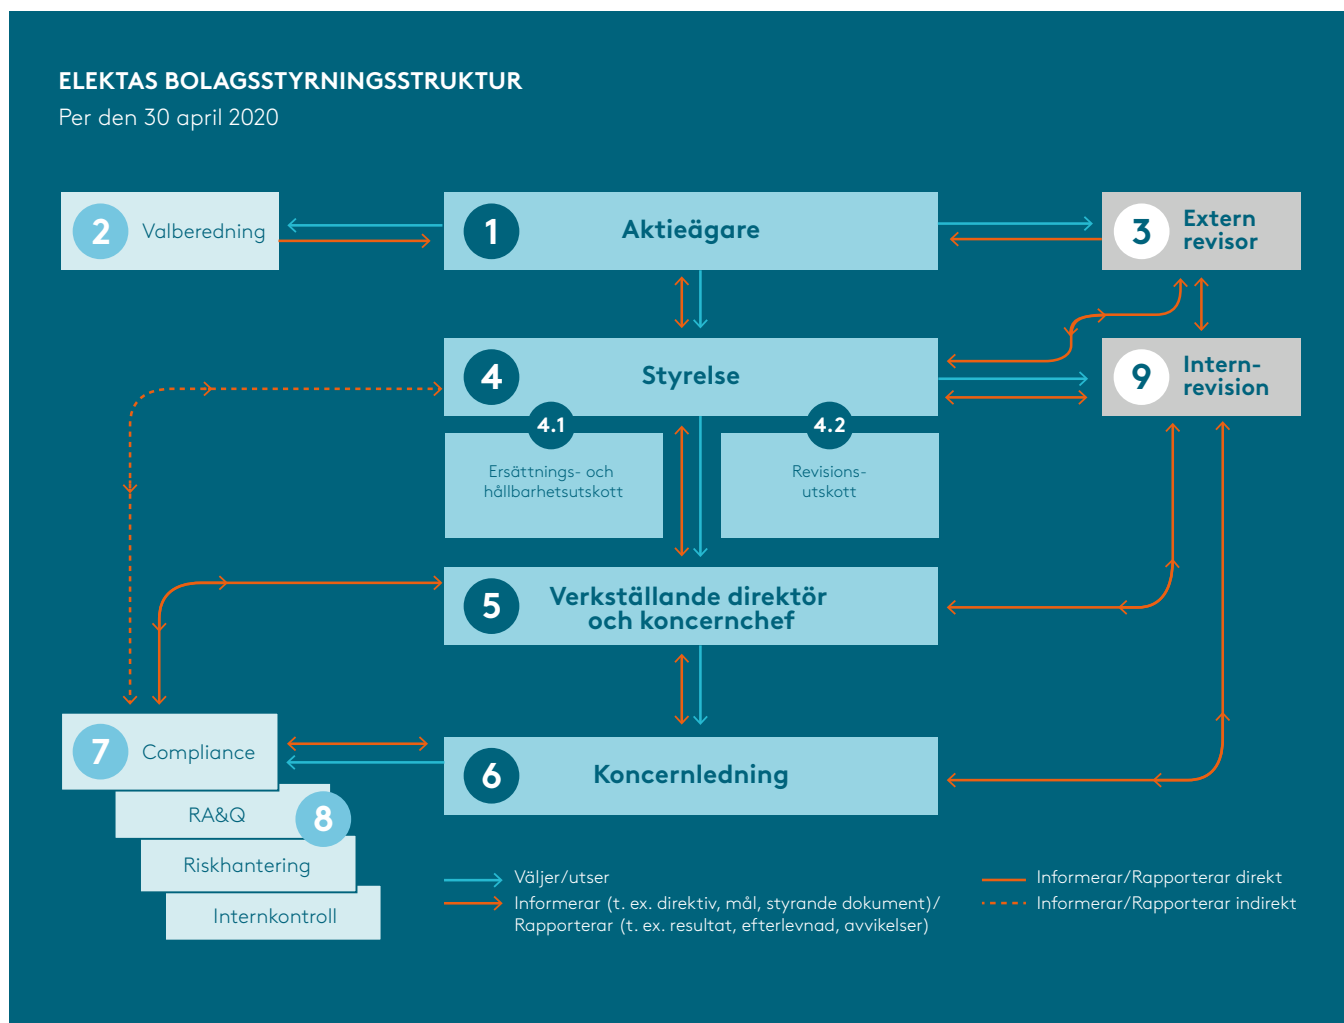 ELEKTAS BOLAGSSTYRNINGSSTRUKTUR
Per den 30 april 2020
2 Valberedning
1 Aktieägare
3 Extern
revisor
4 Styrelse
9 Intern-
revision
4.1
Ersättnings- och
hållbarhetsutskott
4.2
Revisions-
utskott
5 Verkställande direktör
och koncernchef
7 Compliance
6 Koncernledning
RA&Q 8
Riskhantering
Internkontroll
Väljer/utser
Informerar (t. ex. direktiv, mål, styrande dokument)/
Rapporterar (t. ex. resultat, efterlevnad, avvikelser)
Informerar/Rapporterar direkt
Informerar/Rapporterar indirekt